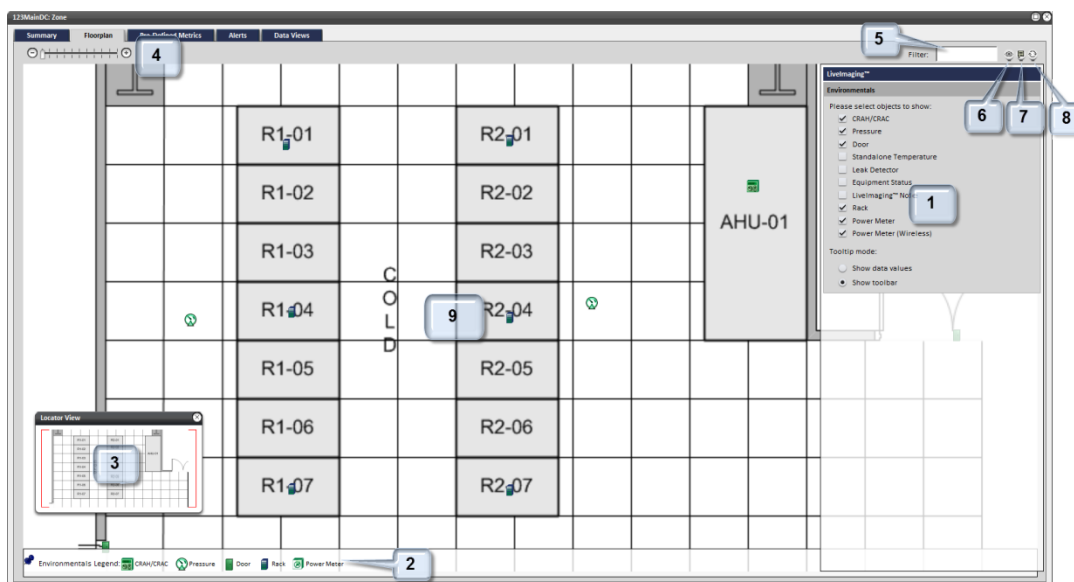 123MainDC: Zone
Summary Floorplan Pre-Defined Metrics Alerts Data Views
4
5
Filter:
LiveImaging™
Environmentals
6 7 8
Please select objects to show:
CRAH/CRAC
Pressure
Door
Standalone Temperature
Leak Detector
Equipment Status
LiveImaging™
1
Rack
Power Meter
Power Meter (Wireless)
Tooltip mode:
Show data values
Show toolbar
R1-01 R2-01
R1-02 R2-02
AHU-01
R1-03 R2-03
COLD
R1-04 9 R2-04
R1-05 R2-05
R1-06 R2-06
R1-07 R2-07
Locator View
3
Environmentals Legend: CRAH/CRAC Pressure Door Rack Power Meter
2